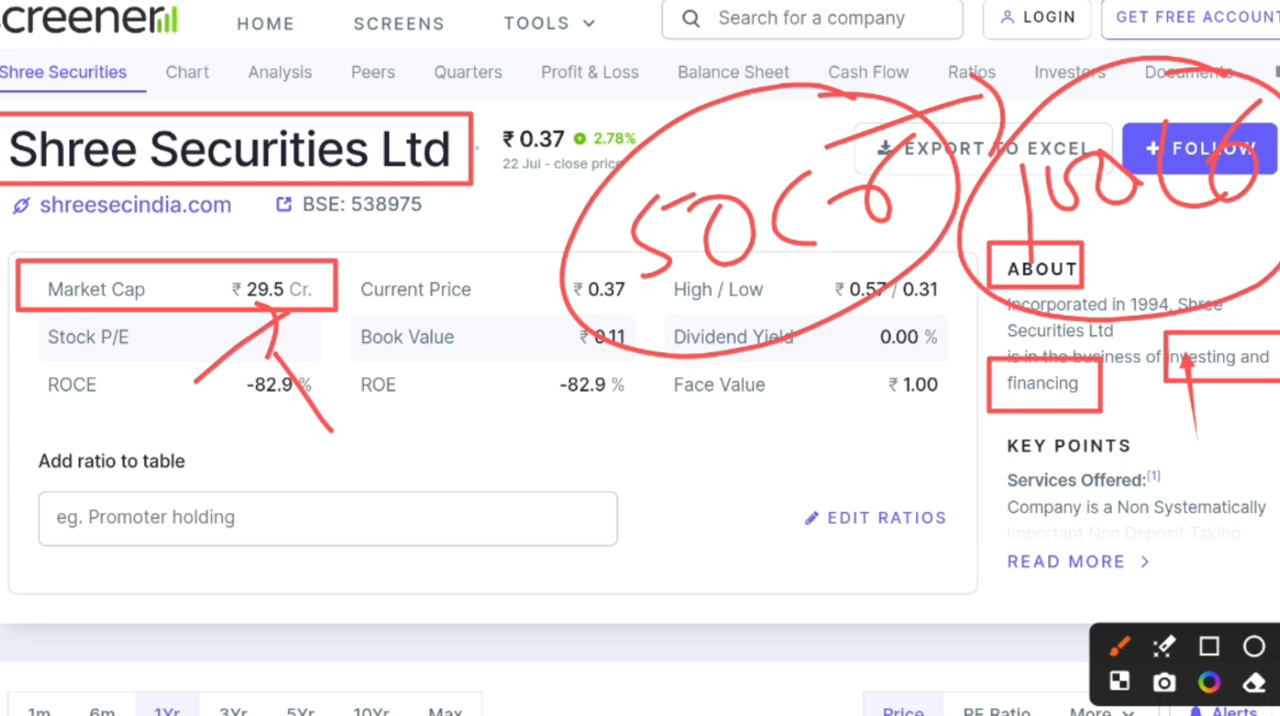 creener
HOME SCREENS TOOLS
Search for a company
LOGIN
GET FREE ACCOUNT
Shree Securities Chart Analysis Peers Quarters Profit & Loss Balance Sheet Cash Flow Ratios Investors Documents
Shree Securities Ltd
₹ 0.37 2.78%
22 Jul - close price
EXPORT TO EXCEL
FOLLOW
shreesecindia.com BSE: 538975
50 Cr
100 Cr
Market Cap ₹ 29.5 Cr.
Current Price ₹ 0.37
High / Low ₹ 0.57 / 0.31
Stock P/E
Book Value ₹ 0.11
Dividend Yield 0.00 %
ROCE -82.9 %
ROE -82.9 %
Face Value ₹ 1.00
Add ratio to table
eg. Promoter holding
EDIT RATIOS
ABOUT
Incorporated in 1994, Shree
Securities Ltd
is in the business of investing and
financing
KEY POINTS
Services Offered:[1]
Company is a Non Systematically
Important Non Deposit Taking
READ MORE
1m 6m 1Yr 3Yr 5Yr 10Yr Max
Price PE Ratio More
Alerts